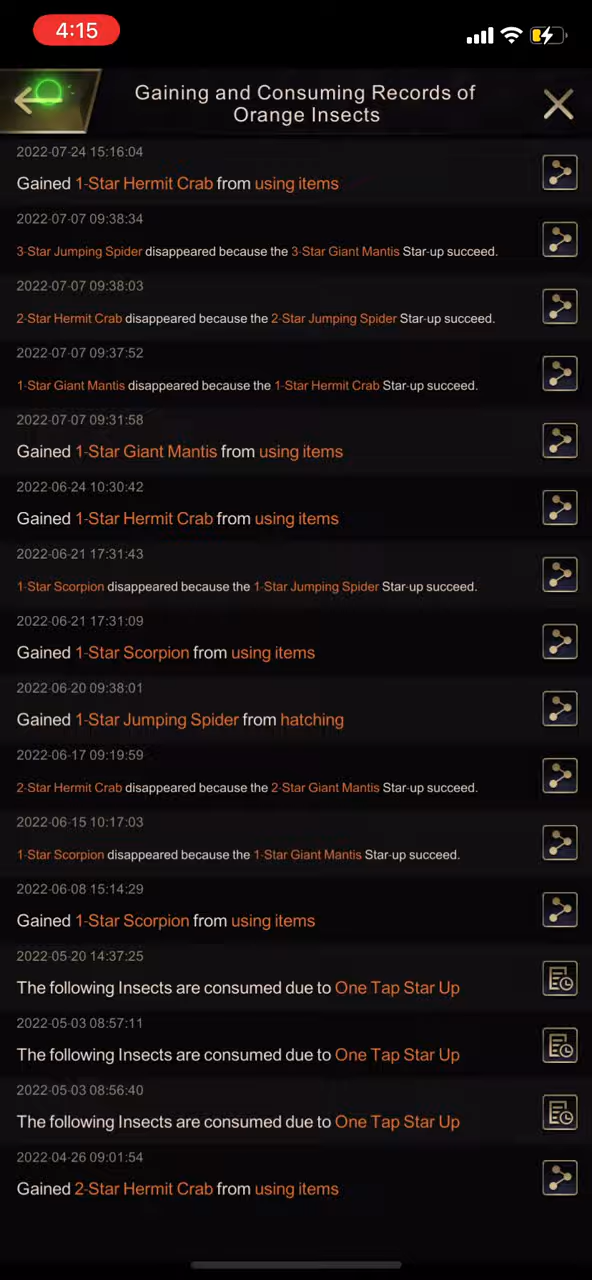 4:15
Gaining and Consuming Records of
Orange Insects
2022-07-24 15:16:04
Gained 1-Star Hermit Crab from using items
2022-07-07 09:38:34
3-Star Jumping Spider disappeared because the 3-Star Giant Mantis Star-up succeed.
2022-07-07 09:38:03
2-Star Hermit Crab disappeared because the 2-Star Jumping Spider Star-up succeed.
2022-07-07 09:37:52
1-Star Giant Mantis disappeared because the 1-Star Hermit Crab Star-up succeed.
2022-07-07 09:31:58
Gained 1-Star Giant Mantis from using items
2022-06-24 10:30:42
Gained 1-Star Hermit Crab from using items
2022-06-21 17:31:43
1-Star Scorpion disappeared because the 1-Star Jumping Spider Star-up succeed.
2022-06-21 17:31:09
Gained 1-Star Scorpion from using items
2022-06-20 09:38:01
Gained 1-Star Jumping Spider from hatching
2022-06-17 09:19:59
2-Star Hermit Crab disappeared because the 2-Star Giant Mantis Star-up succeed.
2022-06-15 10:17:03
1-Star Scorpion disappeared because the 1-Star Giant Mantis Star-up succeed.
2022-06-08 15:14:29
Gained 1-Star Scorpion from using items
2022-05-20 14:37:25
The following Insects are consumed due to One Tap Star Up
2022-05-03 08:57:11
The following Insects are consumed due to One Tap Star Up
2022-05-03 08:56:40
The following Insects are consumed due to One Tap Star Up
2022-04-26 09:01:54
Gained 2-Star Hermit Crab from using items